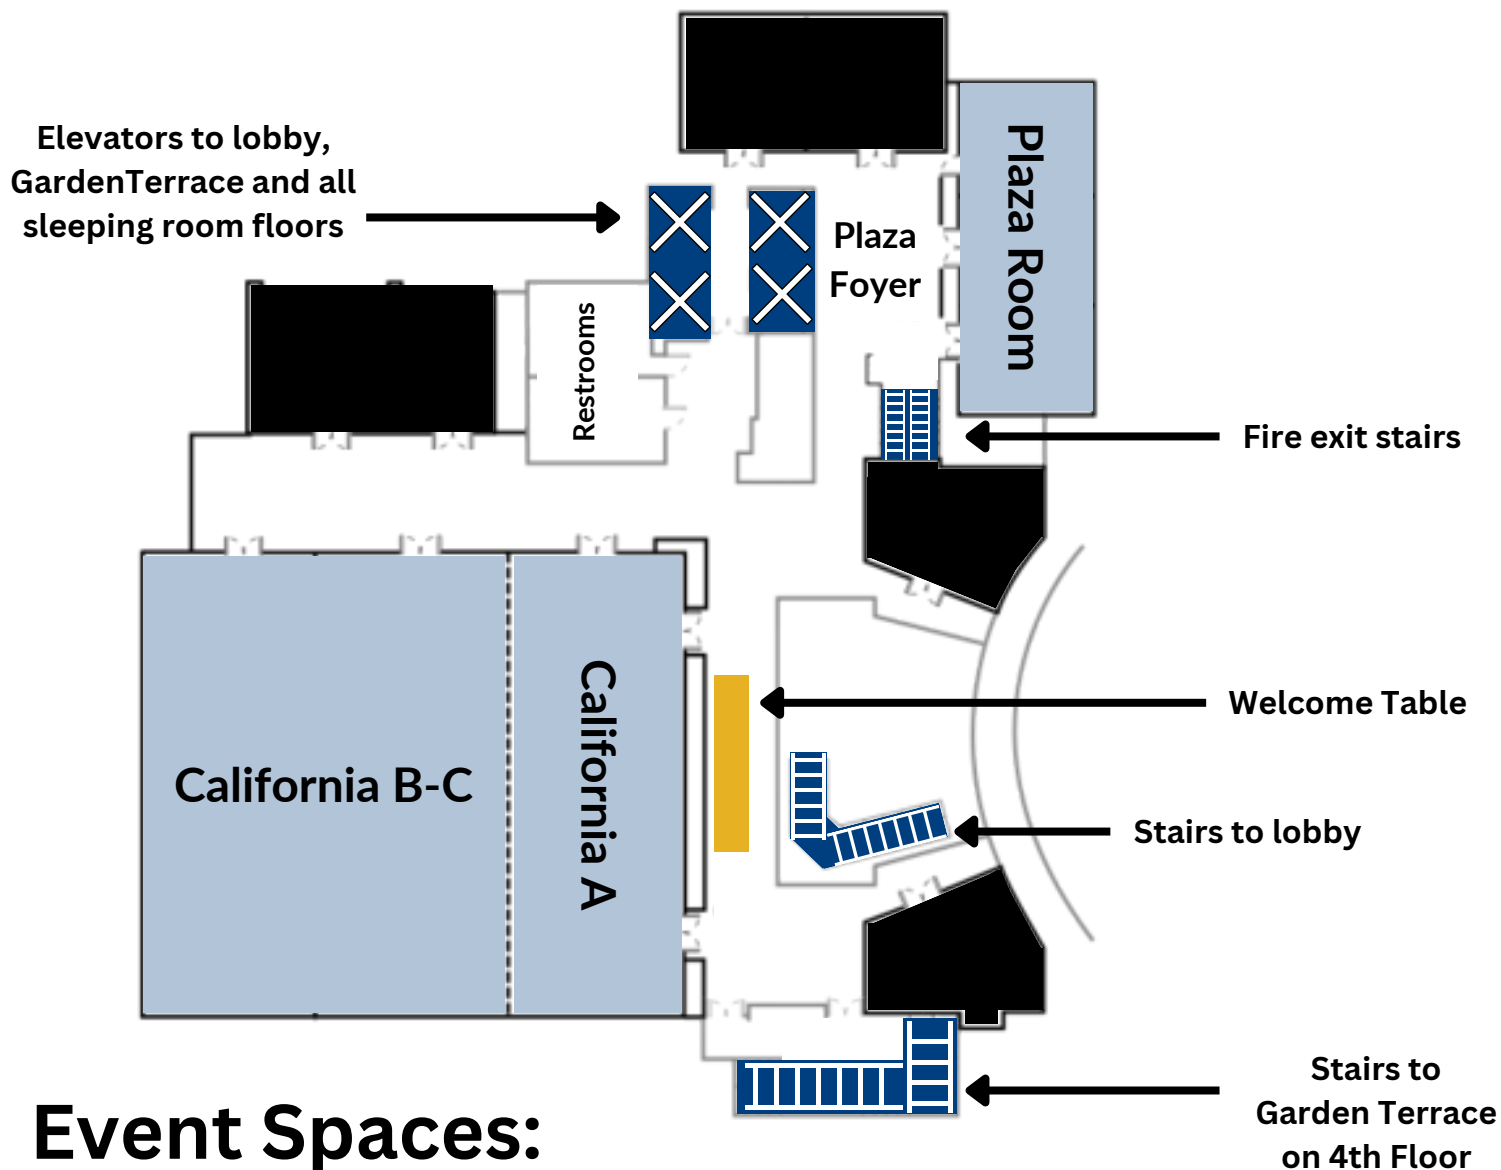 Elevators to lobby,
GardenTerrace and all
sleeping room floors
Plaza Room
Plaza
Foyer
Restrooms
Fire exit stairs
California B-C
California A
Welcome Table
Stairs to lobby
Stairs to
Garden Terrace
on 4th Floor
Event Spaces: